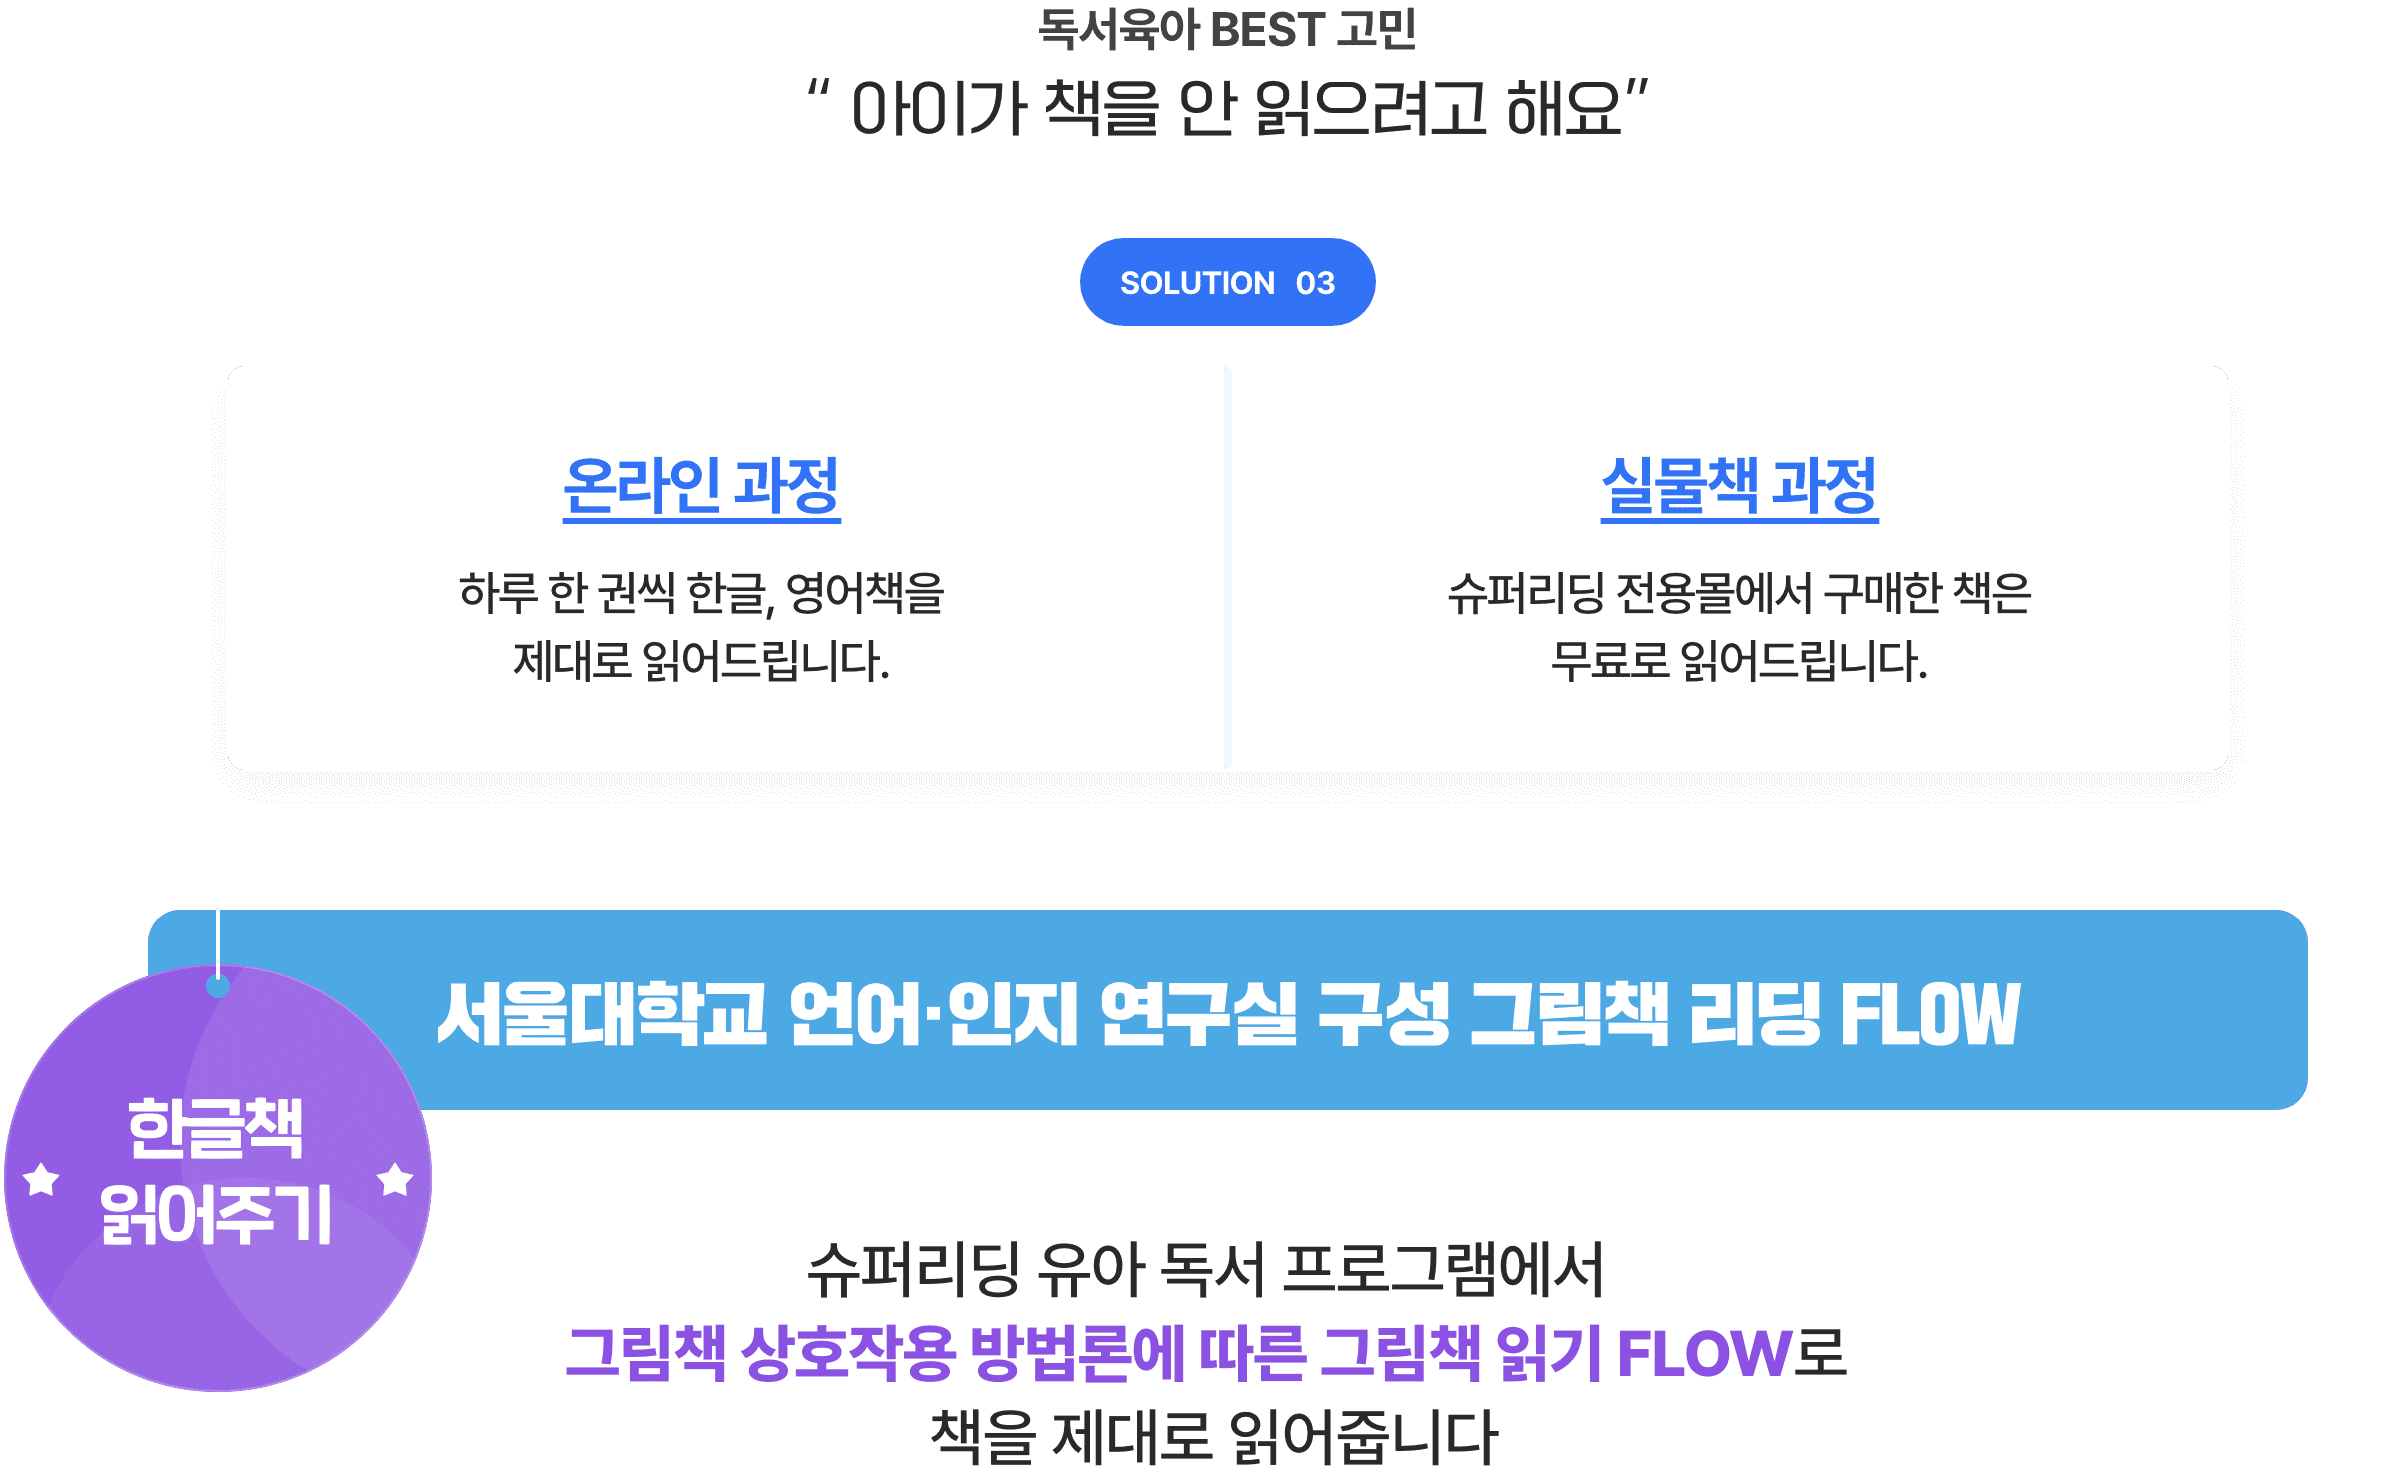 독서육아 BEST 고민
“ 아이가 책을 안 읽으려고 해요”
SOLUTION 03
온라인 과정
하루 한 권씩 한글, 영어책을
제대로 읽어드립니다.
실물책 과정
슈퍼리딩 전용몰에서 구매한 책은
무료로 읽어드립니다.
서울대학교 언어·인지 연구실 구성 그림책 리딩 FLOW
한글책
읽어주기
슈퍼리딩 유아 독서 프로그램에서
그림책 상호작용 방법론에 따른 그림책 읽기 FLOW로
책을 제대로 읽어줍니다